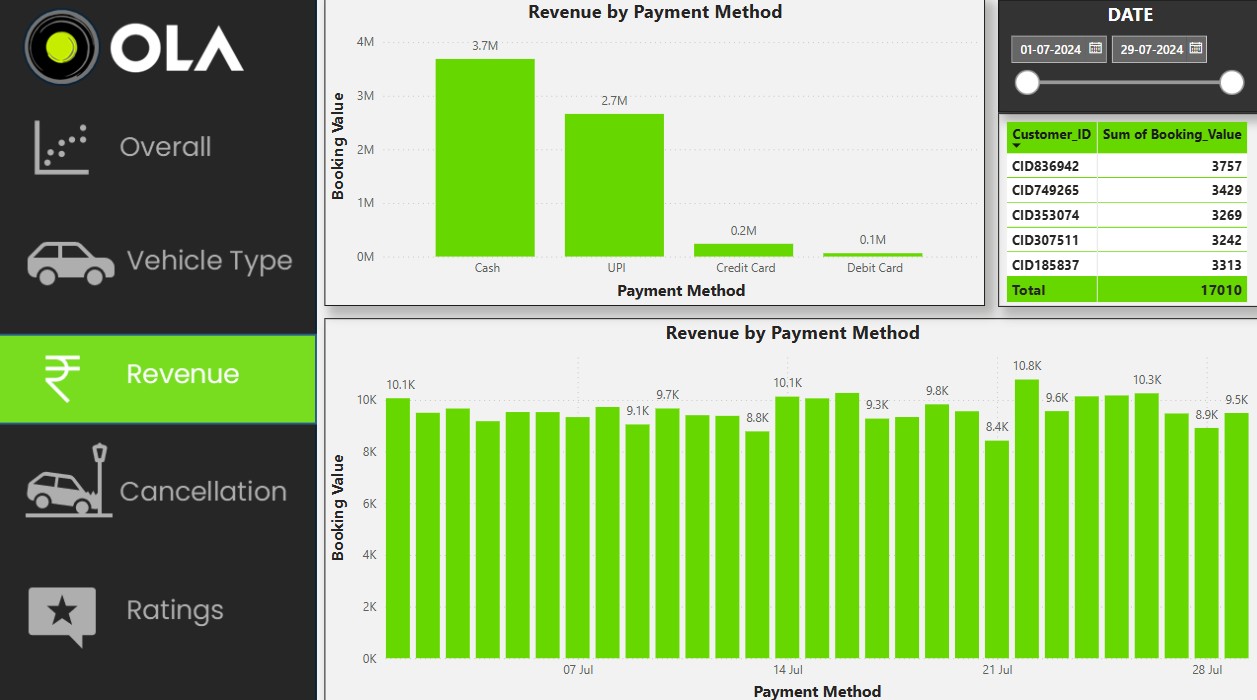 OLA
Overall
Vehicle Type
₹
Revenue
Cancellation
Ratings
Revenue by Payment Method
Booking Value
4M
3M
2M
1M
0M
3.7M
2.7M
0.2M
0.1M
Cash UPI Credit Card Debit Card
Payment Method
DATE
01-07-2024 29-07-2024
Customer_ID Sum of Booking_Value
CID836942 3757
CID749265 3429
CID353074 3269
CID307511 3242
CID185837 3313
Total 17010
Revenue by Payment Method
Booking Value
10K
8K
6K
4K
2K
0K
10.1K 9.1K 9.7K 8.8K 10.1K 9.3K 9.8K 8.4K 10.8K 9.6K 10.3K 8.9K 9.5K
07 Jul 14 Jul 21 Jul 28 Jul
Payment Method